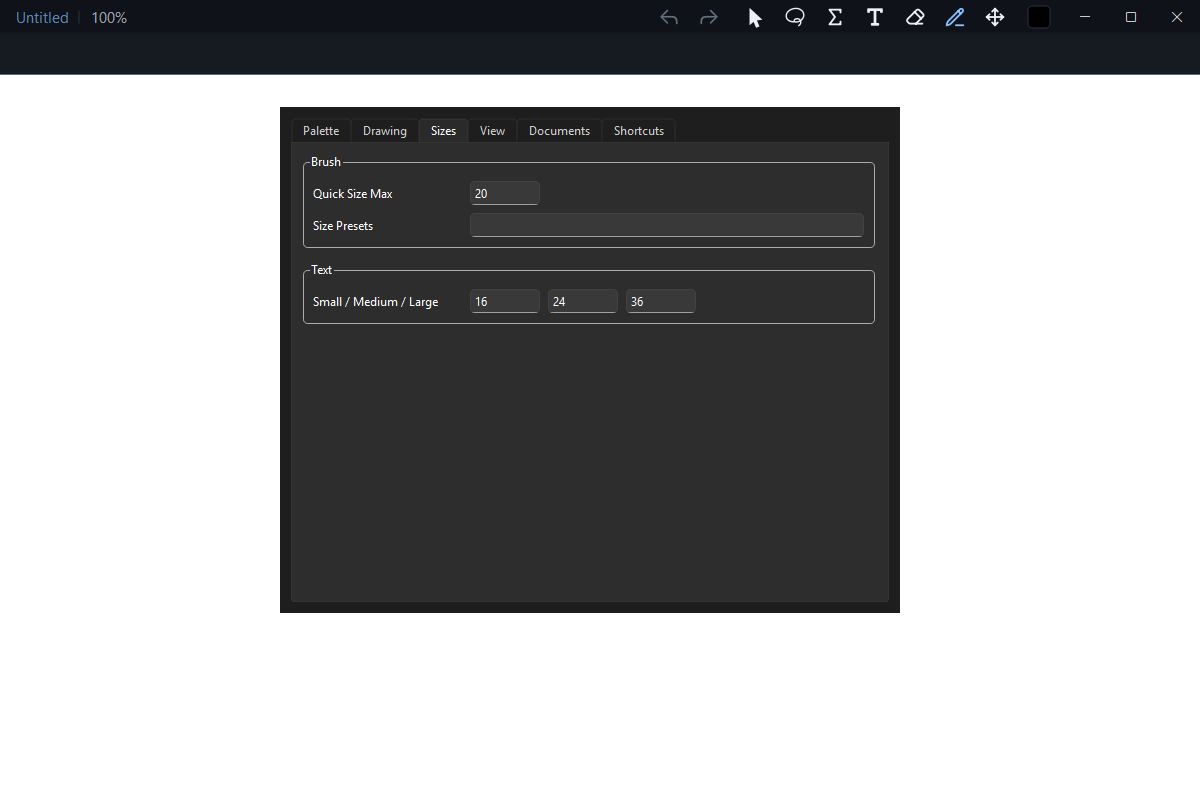 Untitled 100%
Palette Drawing Sizes View Documents Shortcuts
Brush
Quick Size Max 20
Size Presets
Text
Small / Medium / Large 16 24 36